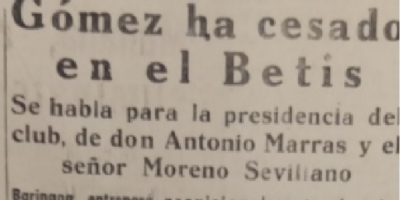 Gómez ha cesado
en el Betis
Se habla para la presidencia del
club, de don Antonio Marras y el
señor Moreno Sevillano